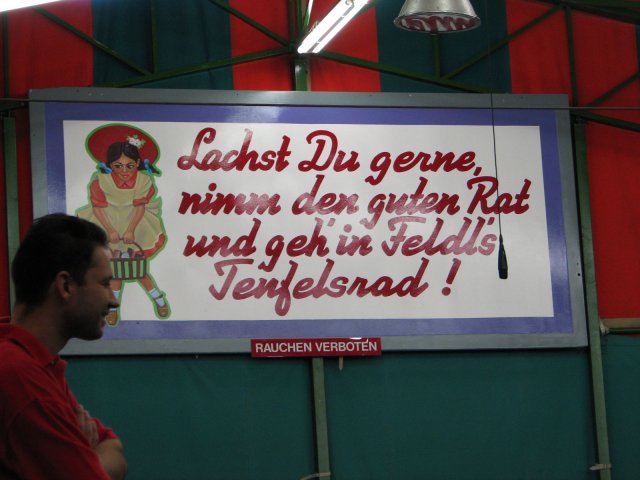 Lachst Du gerne,
nimm den guten Rat
und geh' in Feldl's
Teufelsrad !
RAUCHEN VERBOTEN